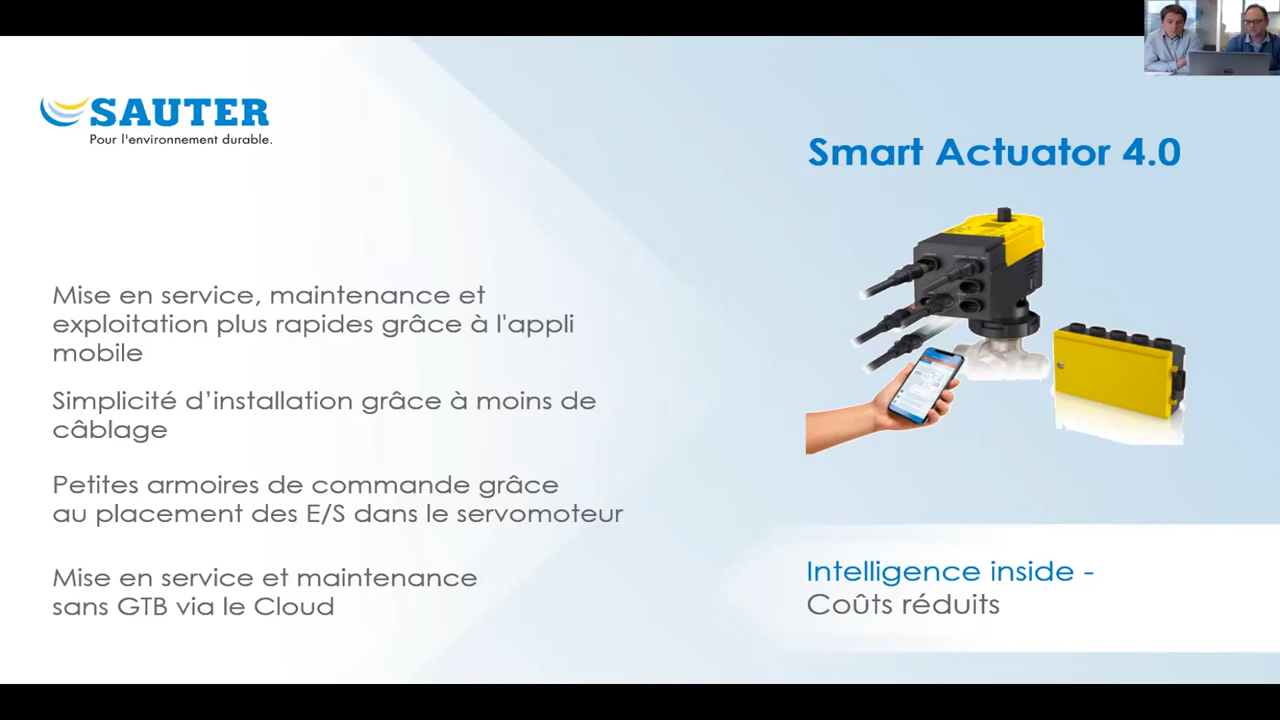 SAUTER
Pour l'environnement durable.
Smart Actuator 4.0
Mise en service, maintenance et
exploitation plus rapides grâce à l'appli
mobile
Simplicité d’installation grâce à moins de
câblage
Petites armoires de commande grâce
au placement des E/S dans le servomoteur
Mise en service et maintenance
sans GTB via le Cloud
Intelligence inside -
Coûts réduits